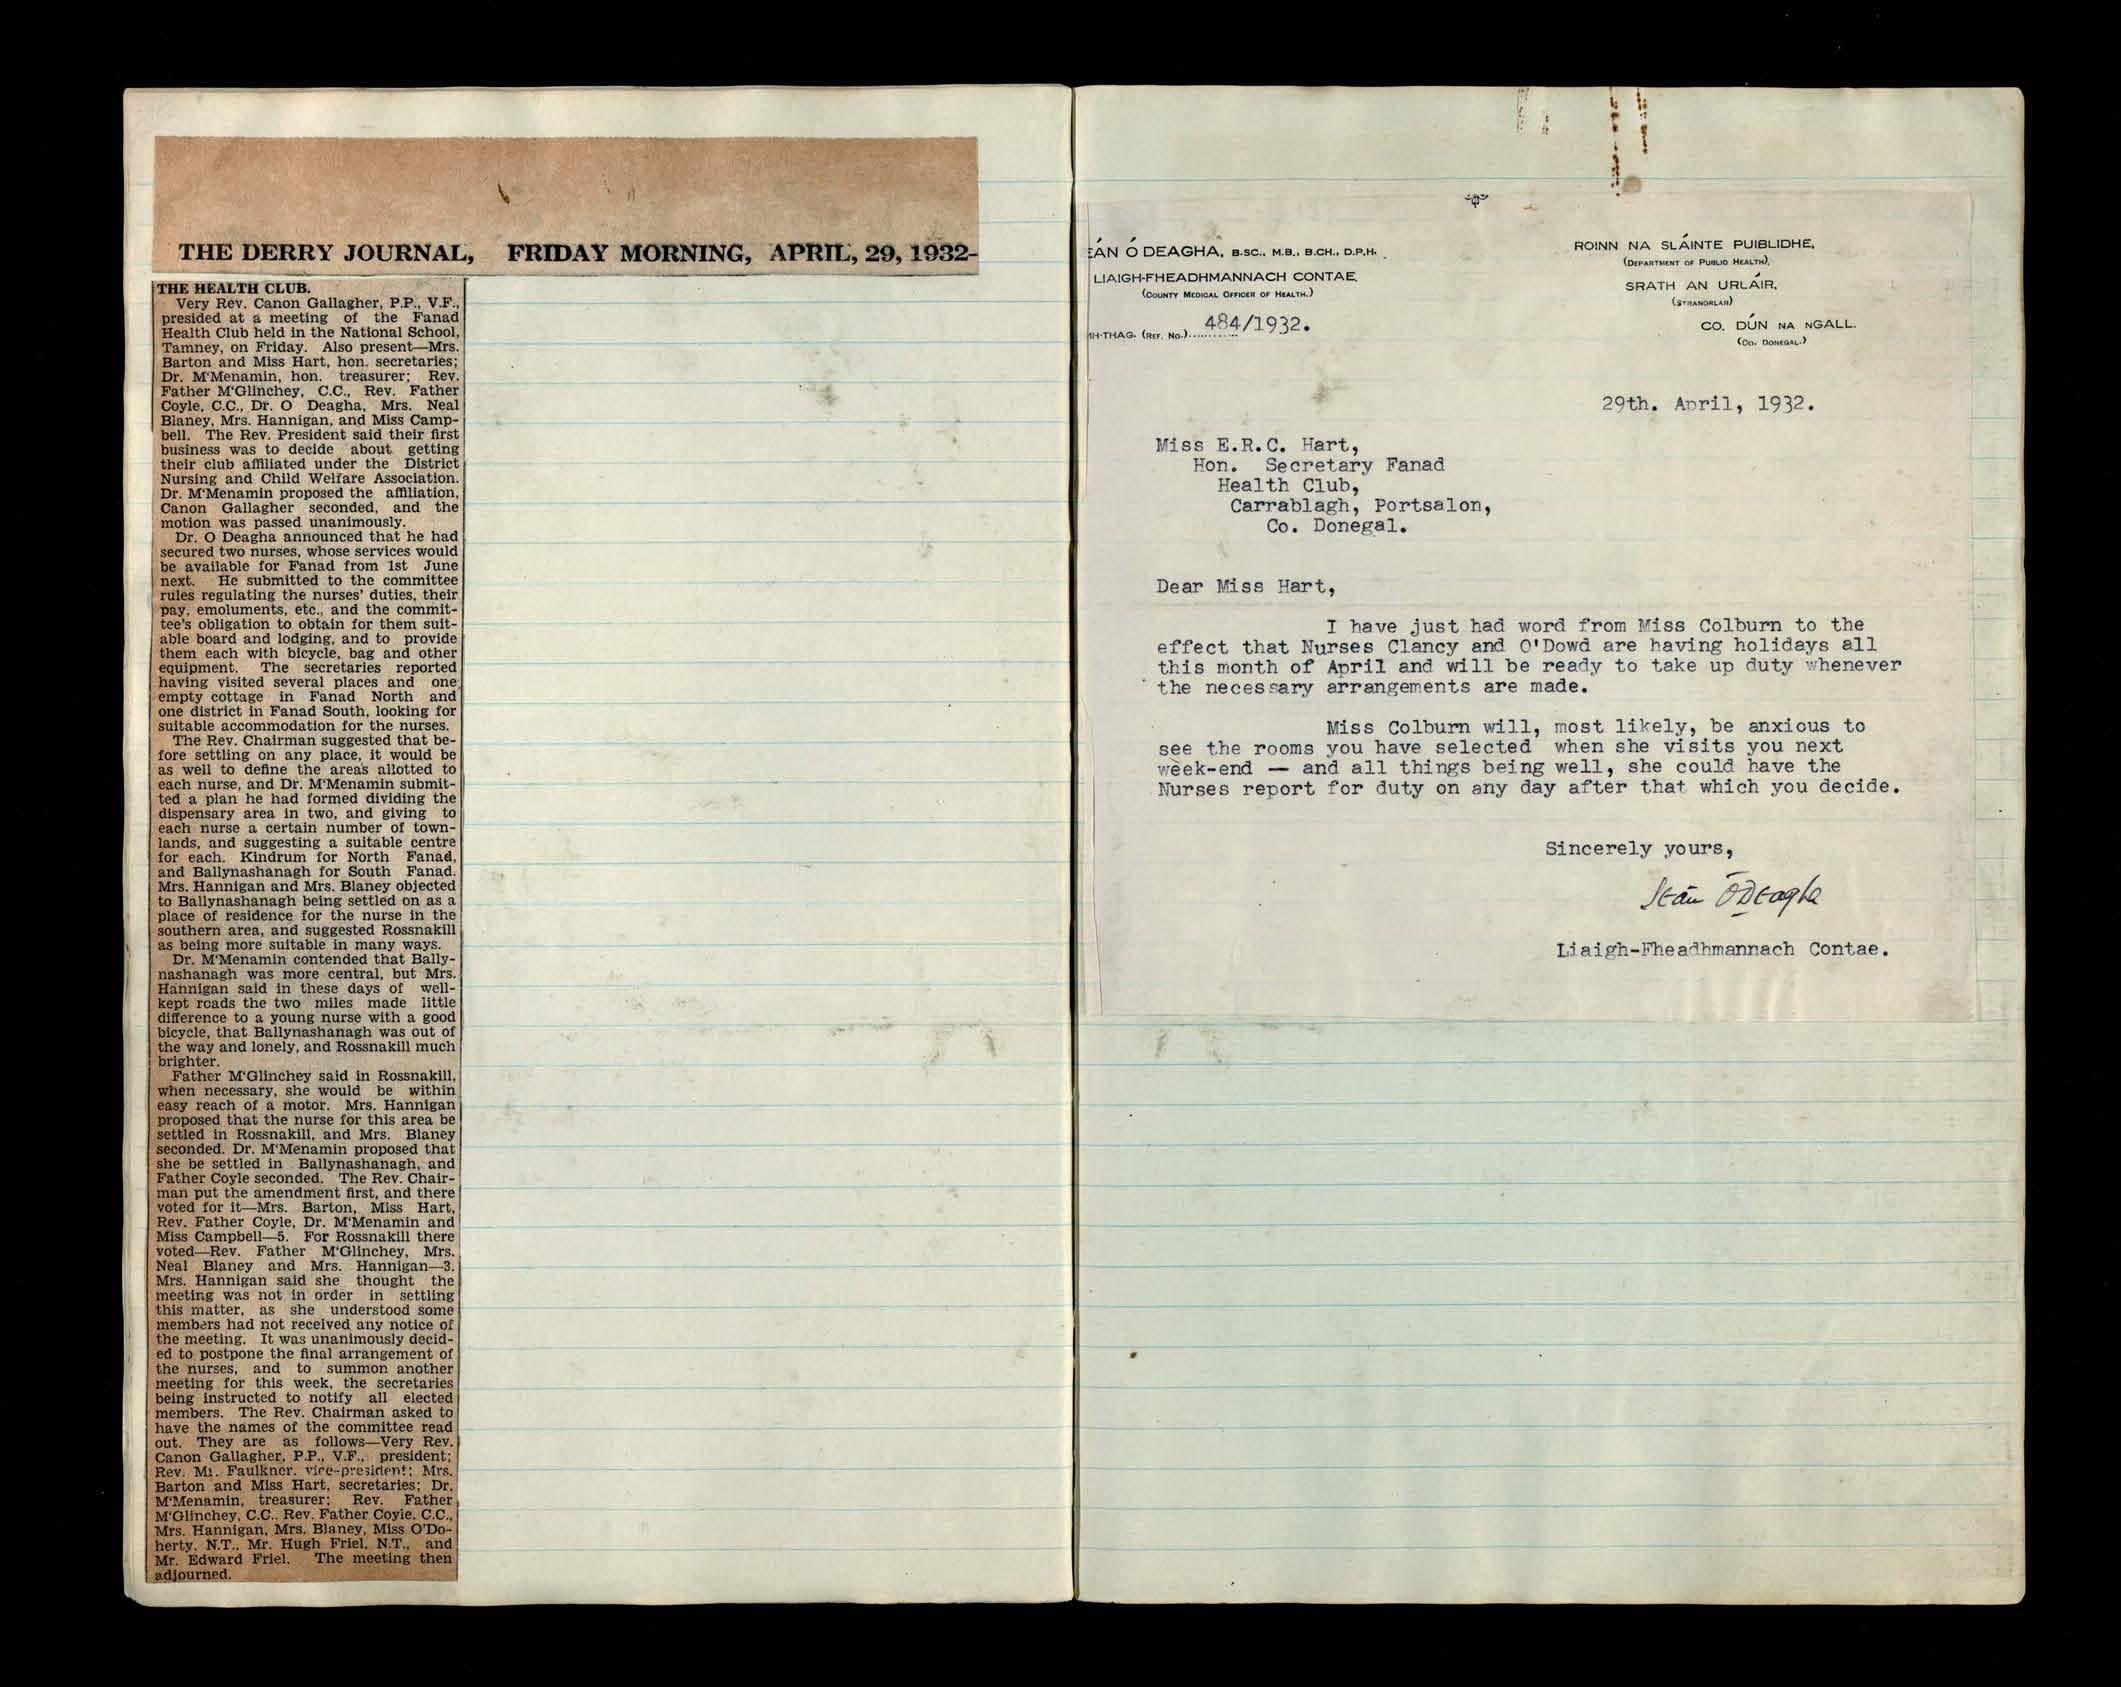 THE DERRY JOURNAL, FRIDAY MORNING, APRIL, 29, 1932-
THE HEALTH CLUB.
Very Rev. Canon Gallagher, P.P., V.F.,
presided at a meeting of the Fanad
Health Club held in the National School,
Tamney, on Friday. Also present—Mrs.
Barton and Miss Hart, hon. secretaries;
Dr. M'Menamin, hon. treasurer; Rev.
Father M'Glinchey, C.C., Rev. Father
Coyle, C.C., Dr. O Deagha, Mrs. Neal
Blaney, Mrs. Hannigan, and Miss Camp-
bell. The Rev. President said their first
business was to decide about getting
their club affiliated under the District
Nursing and Child Welfare Association.
Dr. M'Menamin proposed the affiliation,
Canon Gallagher seconded, and the
motion was passed unanimously.
Dr. O Deagha announced that he had
secured two nurses, whose services would
be available for Fanad from 1st June
next. He submitted to the committee
rules regulating the nurses' duties, their
pay, emoluments, etc., and the commit-
tee's obligation to obtain for them suit-
able board and lodging, and to provide
them each with bicycle, bag and other
equipment. The secretaries reported
having visited several places and one
empty cottage in Fanad North and
one district in Fanad South, looking for
suitable accommodation for the nurses.
The Rev. Chairman suggested that be-
fore settling on any place, it would be
as well to define the areas allotted to
each nurse, and Dr. M'Menamin submit-
ted a plan he had formed dividing the
dispensary area in two, and giving to
each nurse a certain number of town-
lands, and suggesting a suitable centre
for each. Kindrum for North Fanad,
and Ballynashanagh for South Fanad.
Mrs. Hannigan and Mrs. Blaney objected
to Ballynashanagh being settled on as a
place of residence for the nurse in the
southern area, and suggested Rossnakill
as being more suitable in many ways.
Dr. M'Menamin contended that Bally-
nashanagh was more central, but Mrs.
Hannigan said in these days of well-
kept roads the two miles made little
difference to a young nurse with a good
bicycle, that Ballynashanagh was out of
the way and lonely, and Rossnakill much
brighter.
Father M'Glinchey said in Rossnakill,
when necessary, she would be within
easy reach of a motor. Mrs. Hannigan
proposed that the nurse for this area be
settled in Rossnakill, and Mrs. Blaney
seconded. Dr. M'Menamin proposed that
she be settled in Ballynashanagh, and
Father Coyle seconded. The Rev. Chair-
man put the amendment first, and there
voted for it—Mrs. Barton, Miss Hart,
Rev. Father Coyle, Dr. M'Menamin and
Miss Campbell—5. For Rossnakill there
voted—Rev. Father M'Glinchey, Mrs.
Neal Blaney and Mrs. Hannigan—3.
Mrs. Hannigan said she thought the
meeting was not in order in settling
this matter, as she understood some
members had not received any notice of
the meeting. It was unanimously decid-
ed to postpone the final arrangement of
the nurses, and to summon another
meeting for this week, the secretaries
being instructed to notify all elected
members. The Rev. Chairman asked to
have the names of the committee read
out. They are as follows—Very Rev.
Canon Gallagher, P.P., V.F., president;
Rev. Mr. Faulkner, vice-president; Mrs.
Barton and Miss Hart, secretaries; Dr.
M'Menamin, treasurer; Rev. Father
M'Glinchey, C.C., Rev. Father Coyle, C.C.,
Mrs. Hannigan, Mrs. Blaney, Miss O'Do-
herty, N.T., Mr. Hugh Friel, N.T., and
Mr. Edward Friel. The meeting then
adjourned.
EÁN Ó DEAGHA, B.SC., M.B., B.CH., D.P.H.
LIAIGH-FHEADHMANNACH CONTAE,
(COUNTY MEDICAL OFFICER OF HEALTH.)
H-THAG. (REF. NO.)........... 484/1932.
ROINN NA SLÁINTE PUIBLIDHE,
(DEPARTMENT OF PUBLIC HEALTH),
SRATH AN URLÁIR,
(STRANORLAR)
CO. DÚN NA NGALL.
(CO. DONEGAL.)
29th. April, 1932.
Miss E.R.C. Hart,
Hon. Secretary Fanad
Health Club,
Carrablagh, Portsalon,
Co. Donegal.
Dear Miss Hart,
I have just had word from Miss Colburn to the
effect that Nurses Clancy and O'Dowd are having holidays all
this month of April and will be ready to take up duty whenever
the necessary arrangements are made.
Miss Colburn will, most likely, be anxious to
see the rooms you have selected when she visits you next
week-end — and all things being well, she could have the
Nurses report for duty on any day after that which you decide.
Sincerely yours,
Seán ÓDeagha
Liaigh-Fheadhmannach Contae.